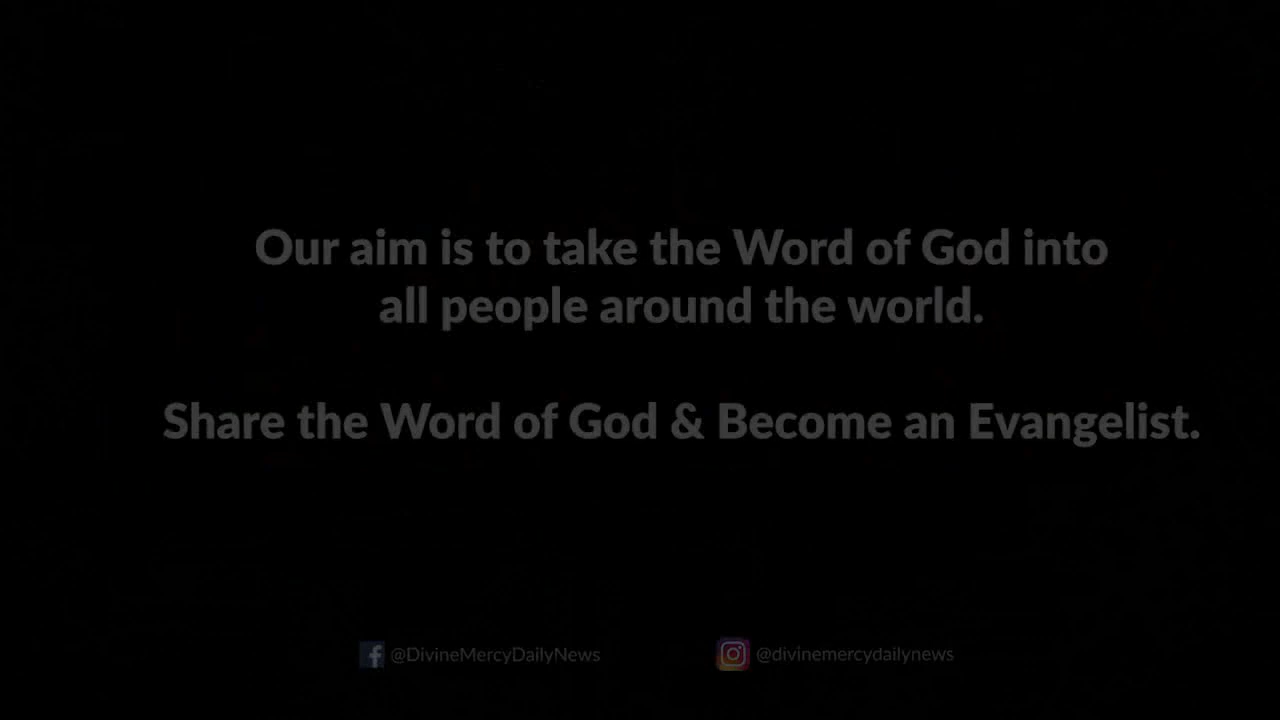 Our aim is to take the Word of God into
all people around the world.
Share the Word of God & Become an Evangelist.
@DivineMercyDailyNews
@divinemercydailynews